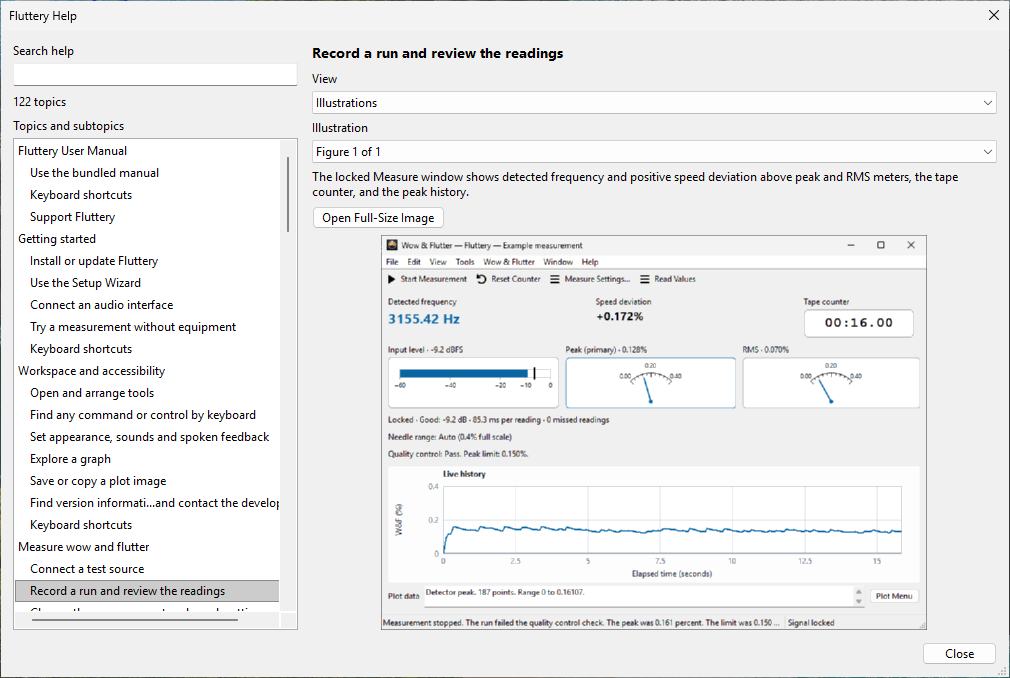 Fluttery Help
Search help
122 topics
Topics and subtopics
Fluttery User Manual
Use the bundled manual
Keyboard shortcuts
Support Fluttery
Getting started
Install or update Fluttery
Use the Setup Wizard
Connect an audio interface
Try a measurement without equipment
Keyboard shortcuts
Workspace and accessibility
Open and arrange tools
Find any command or control by keyboard
Set appearance, sounds and spoken feedback
Explore a graph
Save or copy a plot image
Find version informati...and contact the develop
Keyboard shortcuts
Measure wow and flutter
Connect a test source
Record a run and review the readings
Record a run and review the readings
View
Illustrations
Illustration
Figure 1 of 1
The locked Measure window shows detected frequency and positive speed deviation above peak and RMS meters, the tape
counter, and the peak history.
Open Full-Size Image
Wow & Flutter — Fluttery — Example measurement
File Edit View Tools Wow & Flutter Window Help
Start Measurement Reset Counter Measure Settings... Read Values
Detected frequency Speed deviation Tape counter
3155.42 Hz +0.172% 00:16.00
Input level · -9.2 dBFS Peak (primary) · 0.128% RMS · 0.070%
-60 -40 -20 -10 0
0.00 0.20 0.40
0.00 0.20 0.40
Locked · Good: -9.2 dB · 85.3 ms per reading · 0 missed readings
Needle range: Auto (0.4% full scale)
Quality control: Pass. Peak limit: 0.150%.
Live history
0.4
0.2
0
W&F (%)
0 2.5 5 7.5 10 12.5 15
Elapsed time (seconds)
Plot data Detector peak. 187 points. Range 0 to 0.16107. Plot Menu
Measurement stopped. The run failed the quality control check. The peak was 0.161 percent. The limit was 0.150 ... Signal locked
Close